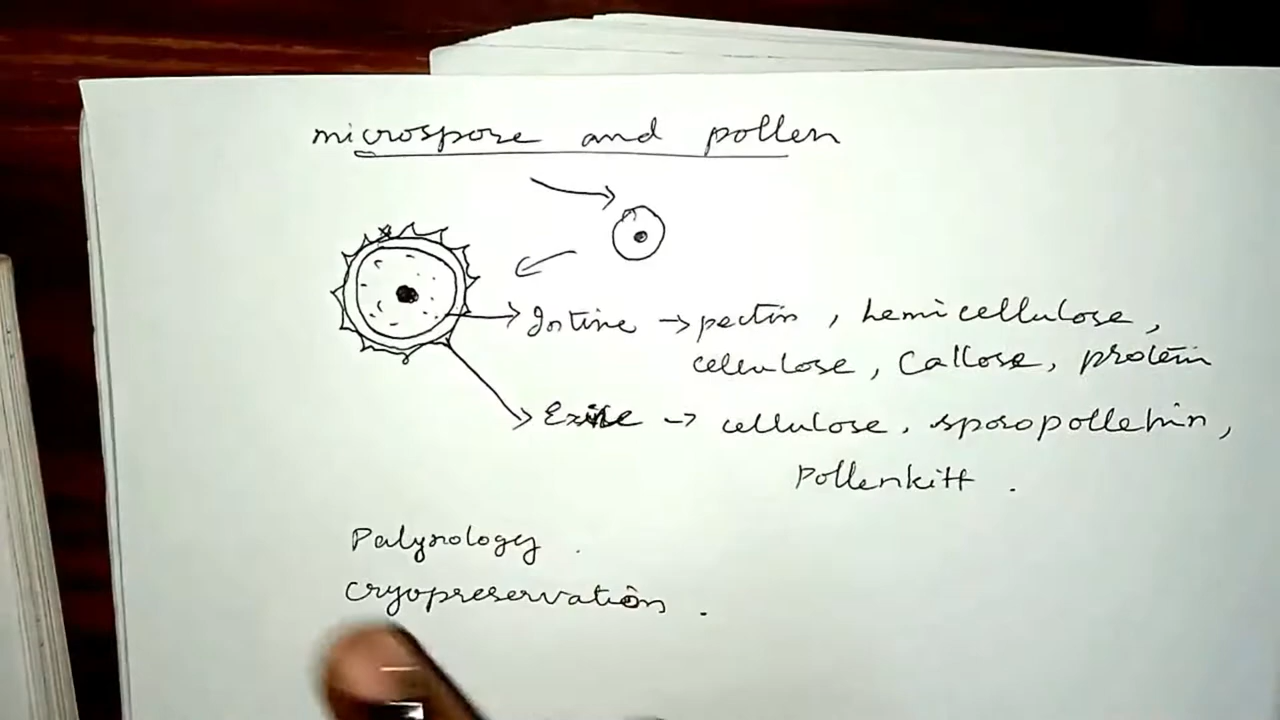 microspore and pollen
Intine → pectin , hemicellulose ,
cellulose , Callose , protein
Exine → cellulose , sporopollenin ,
Pollenkitt .
Palynology .
cryopreservation .